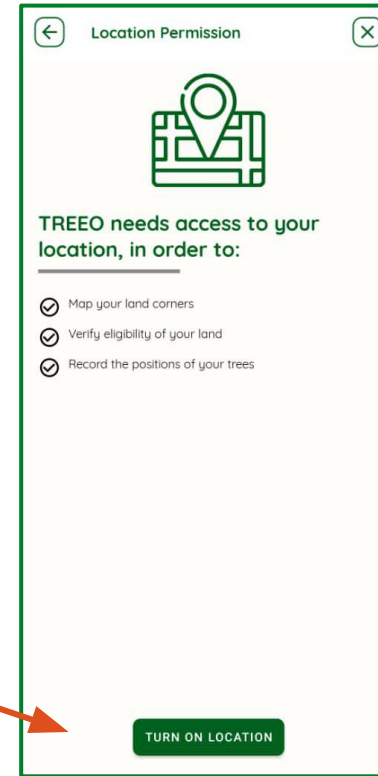 Location Permission
TREEO needs access to your
location, in order to:
Map your land corners
Verify eligibility of your land
Record the positions of your trees
TURN ON LOCATION